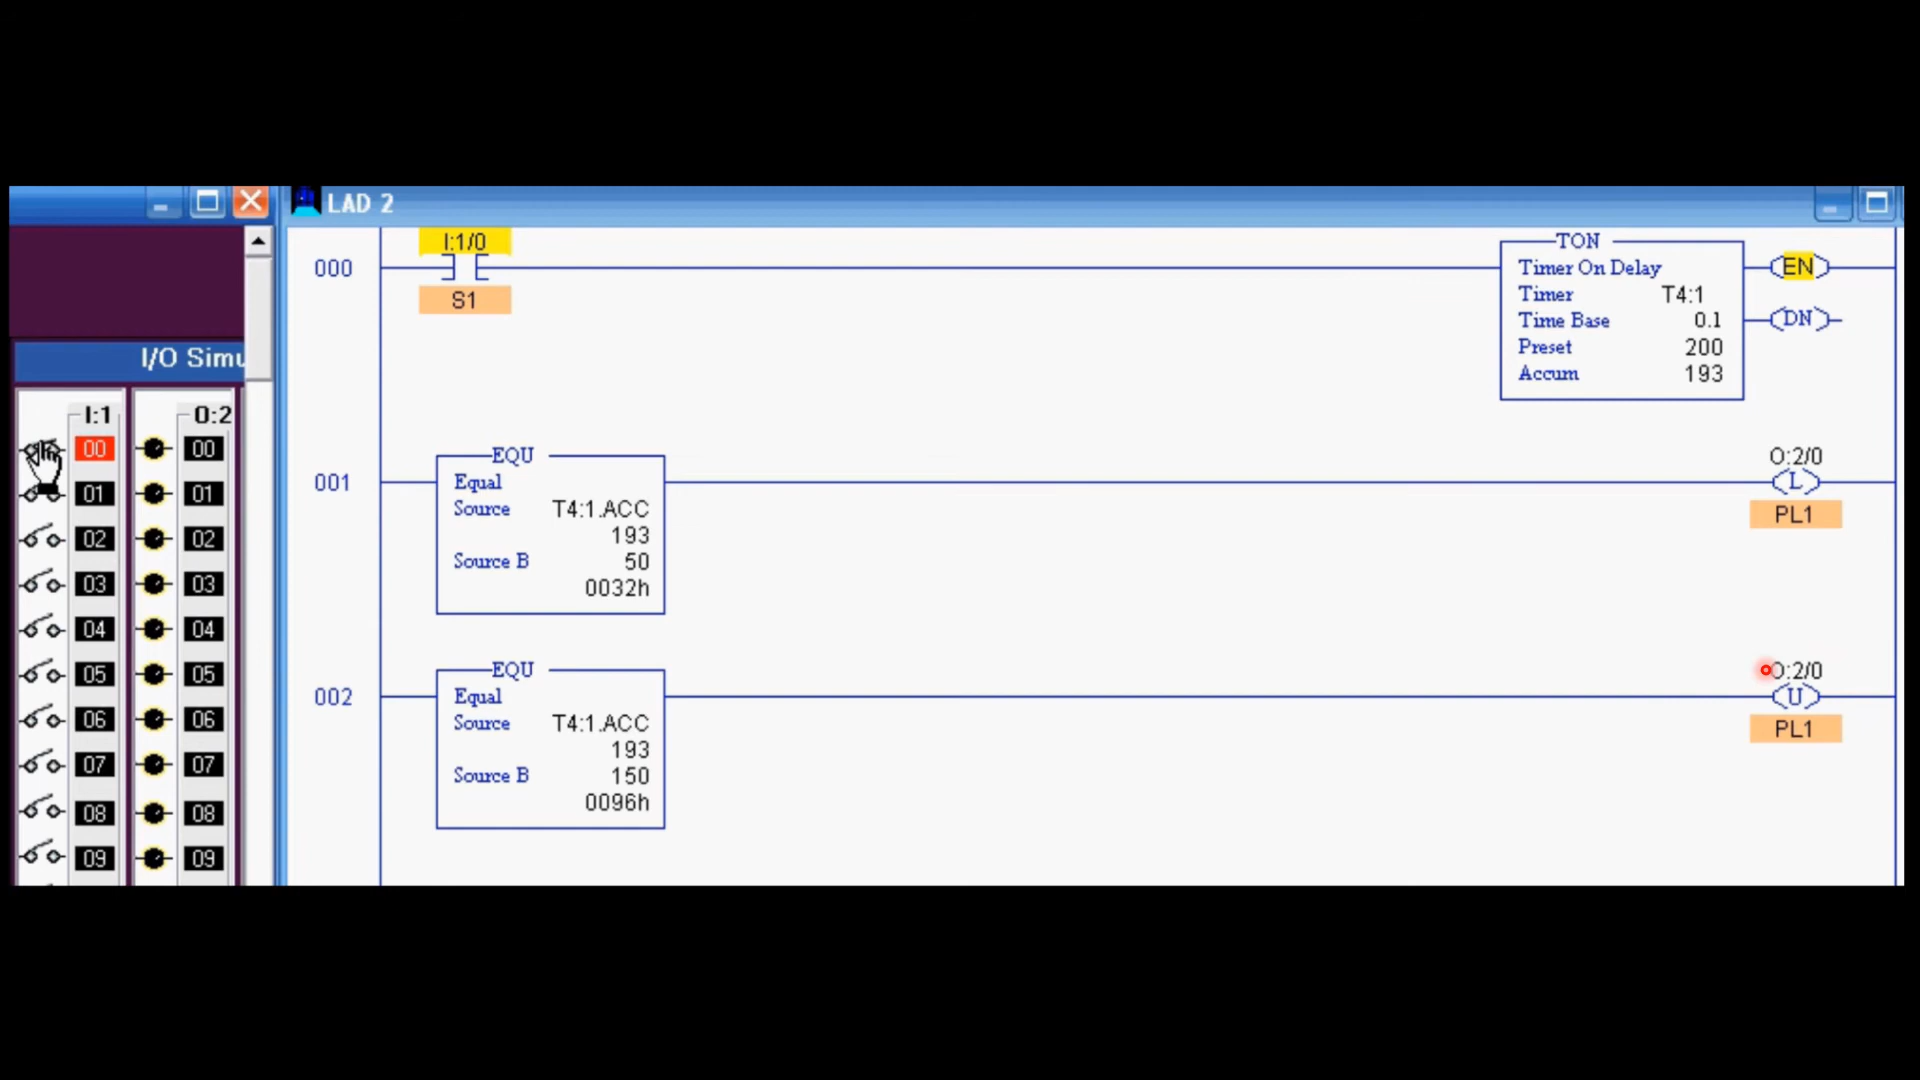 LAD 2
I/O Simu
I:1
O:2
00 00
01 01
02 02
03 03
04 04
05 05
06 06
07 07
08 08
09 09
000
I:1/0
S1
TON
Timer On Delay
Timer T4:1
Time Base 0.1
Preset 200
Accum 193
EN
DN
001
EQU
Equal
Source T4:1.ACC
193
Source B 50
0032h
O:2/0
L
PL1
002
EQU
Equal
Source T4:1.ACC
193
Source B 150
0096h
O:2/0
U
PL1